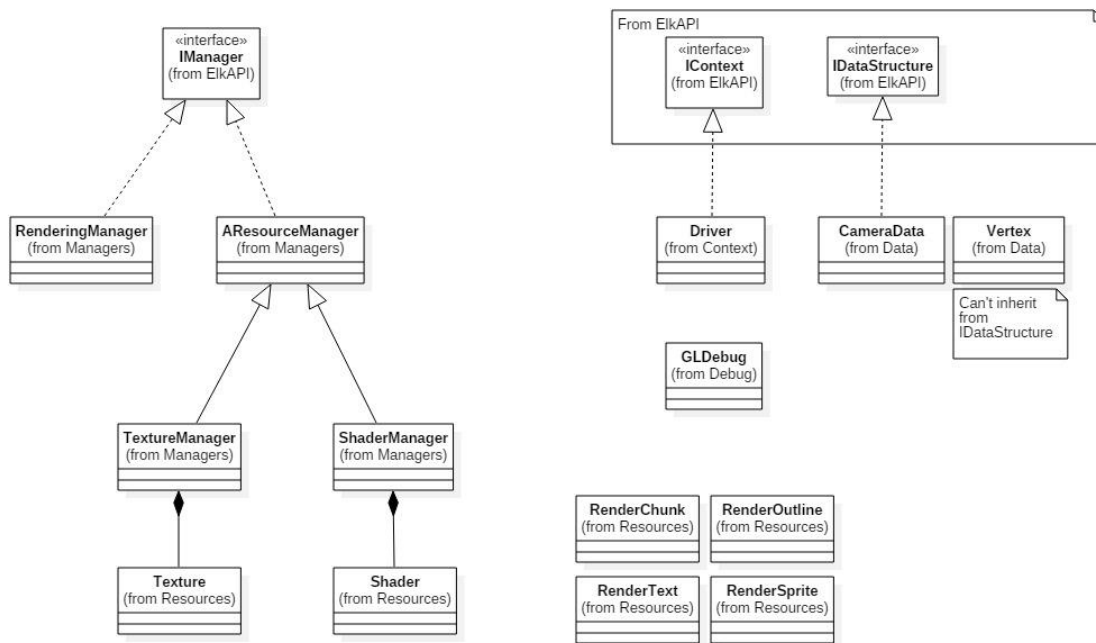 «interface»
IManager
(from ElkAPI)
From ElkAPI
«interface»
IContext
(from ElkAPI)
«interface»
IDataStructure
(from ElkAPI)
RenderingManager
(from Managers)
AResourceManager
(from Managers)
Driver
(from Context)
CameraData
(from Data)
Vertex
(from Data)
Can't inherit
from
IDataStructure
GLDebug
(from Debug)
TextureManager
(from Managers)
ShaderManager
(from Managers)
RenderChunk
(from Resources)
RenderOutline
(from Resources)
Texture
(from Resources)
Shader
(from Resources)
RenderText
(from Resources)
RenderSprite
(from Resources)